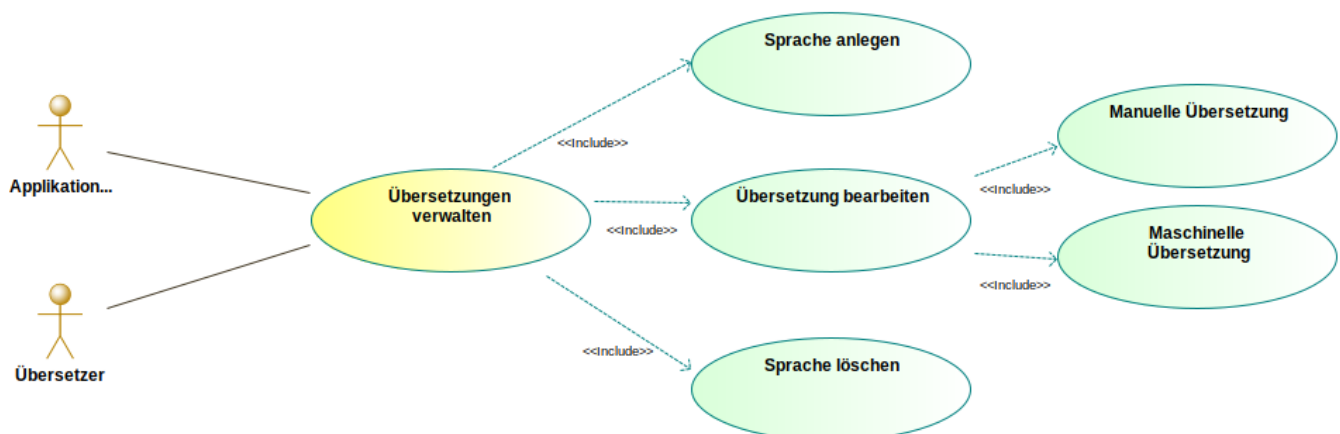 Sprache anlegen
<<Include>>
Manuelle Übersetzung
Applikation...
Übersetzungen
verwalten
<<Include>>
Übersetzung bearbeiten
<<Include>>
Maschinelle
Übersetzung
<<Include>>
Übersetzer
<<Include>>
Sprache löschen